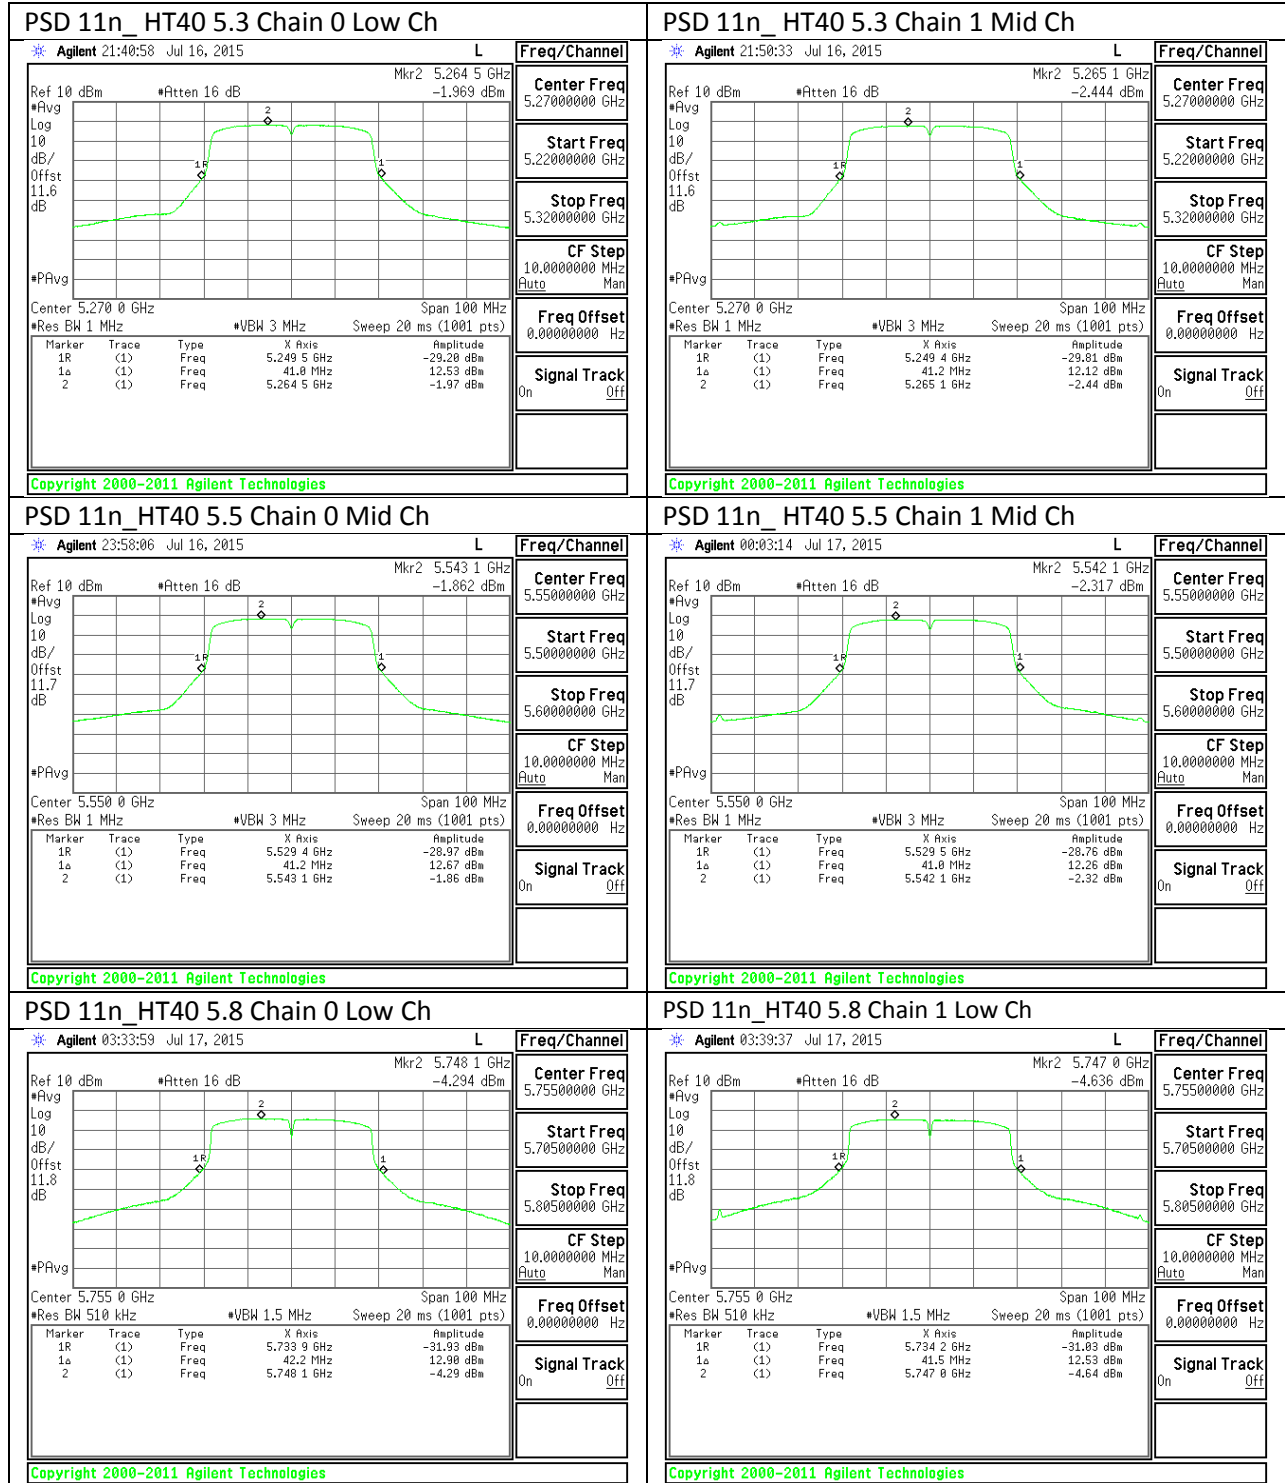 PSD 11n_ HT40 5.3 Chain 0 Low Ch
Agilent 21:40:58 Jul 16, 2015 L
Freq/Channel
Mkr2 5.264 5 GHz
Ref 10 dBm #Atten 16 dB -1.969 dBm
#Avg
Log
10
dB/
Offst
11.6
dB
#PAvg
2
1R
1
Center 5.270 0 GHz Span 100 MHz
#Res BW 1 MHz #VBW 3 MHz Sweep 20 ms (1001 pts)
Marker Trace Type X Axis Amplitude
1R (1) Freq 5.249 5 GHz -29.20 dBm
1Δ (1) Freq 41.0 MHz 12.53 dBm
2 (1) Freq 5.264 5 GHz -1.97 dBm
Center Freq
5.27000000 GHz
Start Freq
5.22000000 GHz
Stop Freq
5.32000000 GHz
CF Step
10.0000000 MHz
Auto Man
Freq Offset
0.00000000 Hz
Signal Track
On Off
Copyright 2000-2011 Agilent Technologies
PSD 11n_ HT40 5.3 Chain 1 Mid Ch
Agilent 21:50:33 Jul 16, 2015 L
Freq/Channel
Mkr2 5.265 1 GHz
Ref 10 dBm #Atten 16 dB -2.444 dBm
#Avg
Log
10
dB/
Offst
11.6
dB
#PAvg
2
1R
1
Center 5.270 0 GHz Span 100 MHz
#Res BW 1 MHz #VBW 3 MHz Sweep 20 ms (1001 pts)
Marker Trace Type X Axis Amplitude
1R (1) Freq 5.249 4 GHz -29.81 dBm
1Δ (1) Freq 41.2 MHz 12.12 dBm
2 (1) Freq 5.265 1 GHz -2.44 dBm
Center Freq
5.27000000 GHz
Start Freq
5.22000000 GHz
Stop Freq
5.32000000 GHz
CF Step
10.0000000 MHz
Auto Man
Freq Offset
0.00000000 Hz
Signal Track
On Off
Copyright 2000-2011 Agilent Technologies
PSD 11n_HT40 5.5 Chain 0 Mid Ch
Agilent 23:58:06 Jul 16, 2015 L
Freq/Channel
Mkr2 5.543 1 GHz
Ref 10 dBm #Atten 16 dB -1.862 dBm
#Avg
Log
10
dB/
Offst
11.7
dB
#PAvg
2
1R
1
Center 5.550 0 GHz Span 100 MHz
#Res BW 1 MHz #VBW 3 MHz Sweep 20 ms (1001 pts)
Marker Trace Type X Axis Amplitude
1R (1) Freq 5.529 4 GHz -28.97 dBm
1Δ (1) Freq 41.2 MHz 12.67 dBm
2 (1) Freq 5.543 1 GHz -1.86 dBm
Center Freq
5.55000000 GHz
Start Freq
5.50000000 GHz
Stop Freq
5.60000000 GHz
CF Step
10.0000000 MHz
Auto Man
Freq Offset
0.00000000 Hz
Signal Track
On Off
Copyright 2000-2011 Agilent Technologies
PSD 11n_ HT40 5.5 Chain 1 Mid Ch
Agilent 00:03:14 Jul 17, 2015 L
Freq/Channel
Mkr2 5.542 1 GHz
Ref 10 dBm #Atten 16 dB -2.317 dBm
#Avg
Log
10
dB/
Offst
11.7
dB
#PAvg
2
1R
1
Center 5.550 0 GHz Span 100 MHz
#Res BW 1 MHz #VBW 3 MHz Sweep 20 ms (1001 pts)
Marker Trace Type X Axis Amplitude
1R (1) Freq 5.529 5 GHz -28.76 dBm
1Δ (1) Freq 41.0 MHz 12.26 dBm
2 (1) Freq 5.542 1 GHz -2.32 dBm
Center Freq
5.55000000 GHz
Start Freq
5.50000000 GHz
Stop Freq
5.60000000 GHz
CF Step
10.0000000 MHz
Auto Man
Freq Offset
0.00000000 Hz
Signal Track
On Off
Copyright 2000-2011 Agilent Technologies
PSD 11n_HT40 5.8 Chain 0 Low Ch
Agilent 03:33:59 Jul 17, 2015 L
Freq/Channel
Mkr2 5.748 1 GHz
Ref 10 dBm #Atten 16 dB -4.294 dBm
#Avg
Log
10
dB/
Offst
11.8
dB
#PAvg
2
1R
1
Center 5.755 0 GHz Span 100 MHz
#Res BW 510 kHz #VBW 1.5 MHz Sweep 20 ms (1001 pts)
Marker Trace Type X Axis Amplitude
1R (1) Freq 5.733 9 GHz -31.93 dBm
1Δ (1) Freq 42.2 MHz 12.90 dBm
2 (1) Freq 5.748 1 GHz -4.29 dBm
Center Freq
5.75500000 GHz
Start Freq
5.70500000 GHz
Stop Freq
5.80500000 GHz
CF Step
10.0000000 MHz
Auto Man
Freq Offset
0.00000000 Hz
Signal Track
On Off
Copyright 2000-2011 Agilent Technologies
PSD 11n_HT40 5.8 Chain 1 Low Ch
Agilent 03:39:37 Jul 17, 2015 L
Freq/Channel
Mkr2 5.747 0 GHz
Ref 10 dBm #Atten 16 dB -4.636 dBm
#Avg
Log
10
dB/
Offst
11.8
dB
#PAvg
2
1R
1
Center 5.755 0 GHz Span 100 MHz
#Res BW 510 kHz #VBW 1.5 MHz Sweep 20 ms (1001 pts)
Marker Trace Type X Axis Amplitude
1R (1) Freq 5.734 2 GHz -31.03 dBm
1Δ (1) Freq 41.5 MHz 12.53 dBm
2 (1) Freq 5.747 0 GHz -4.64 dBm
Center Freq
5.75500000 GHz
Start Freq
5.70500000 GHz
Stop Freq
5.80500000 GHz
CF Step
10.0000000 MHz
Auto Man
Freq Offset
0.00000000 Hz
Signal Track
On Off
Copyright 2000-2011 Agilent Technologies